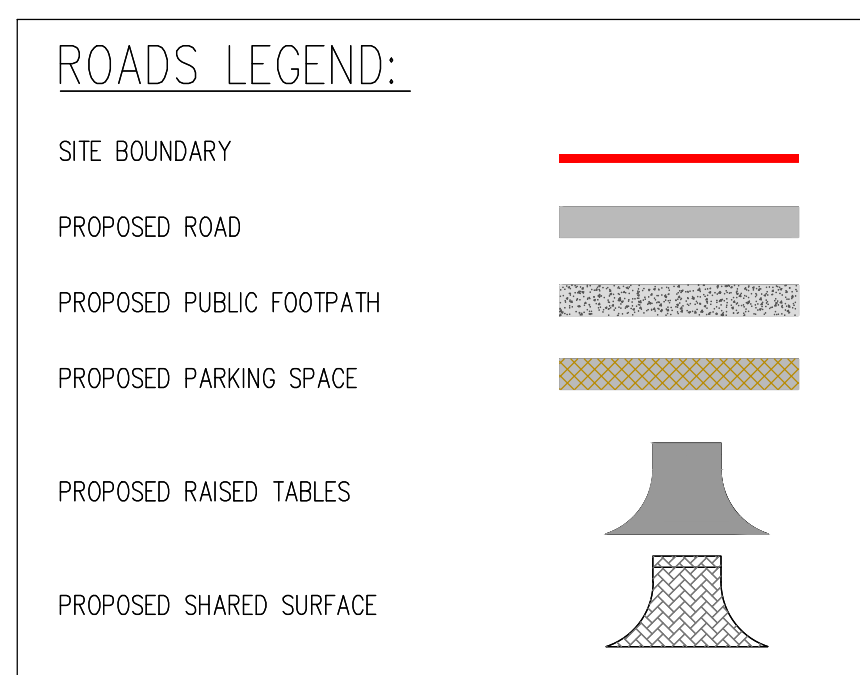 ROADS LEGEND:
SITE BOUNDARY
PROPOSED ROAD
PROPOSED PUBLIC FOOTPATH
PROPOSED PARKING SPACE
PROPOSED RAISED TABLES
PROPOSED SHARED SURFACE